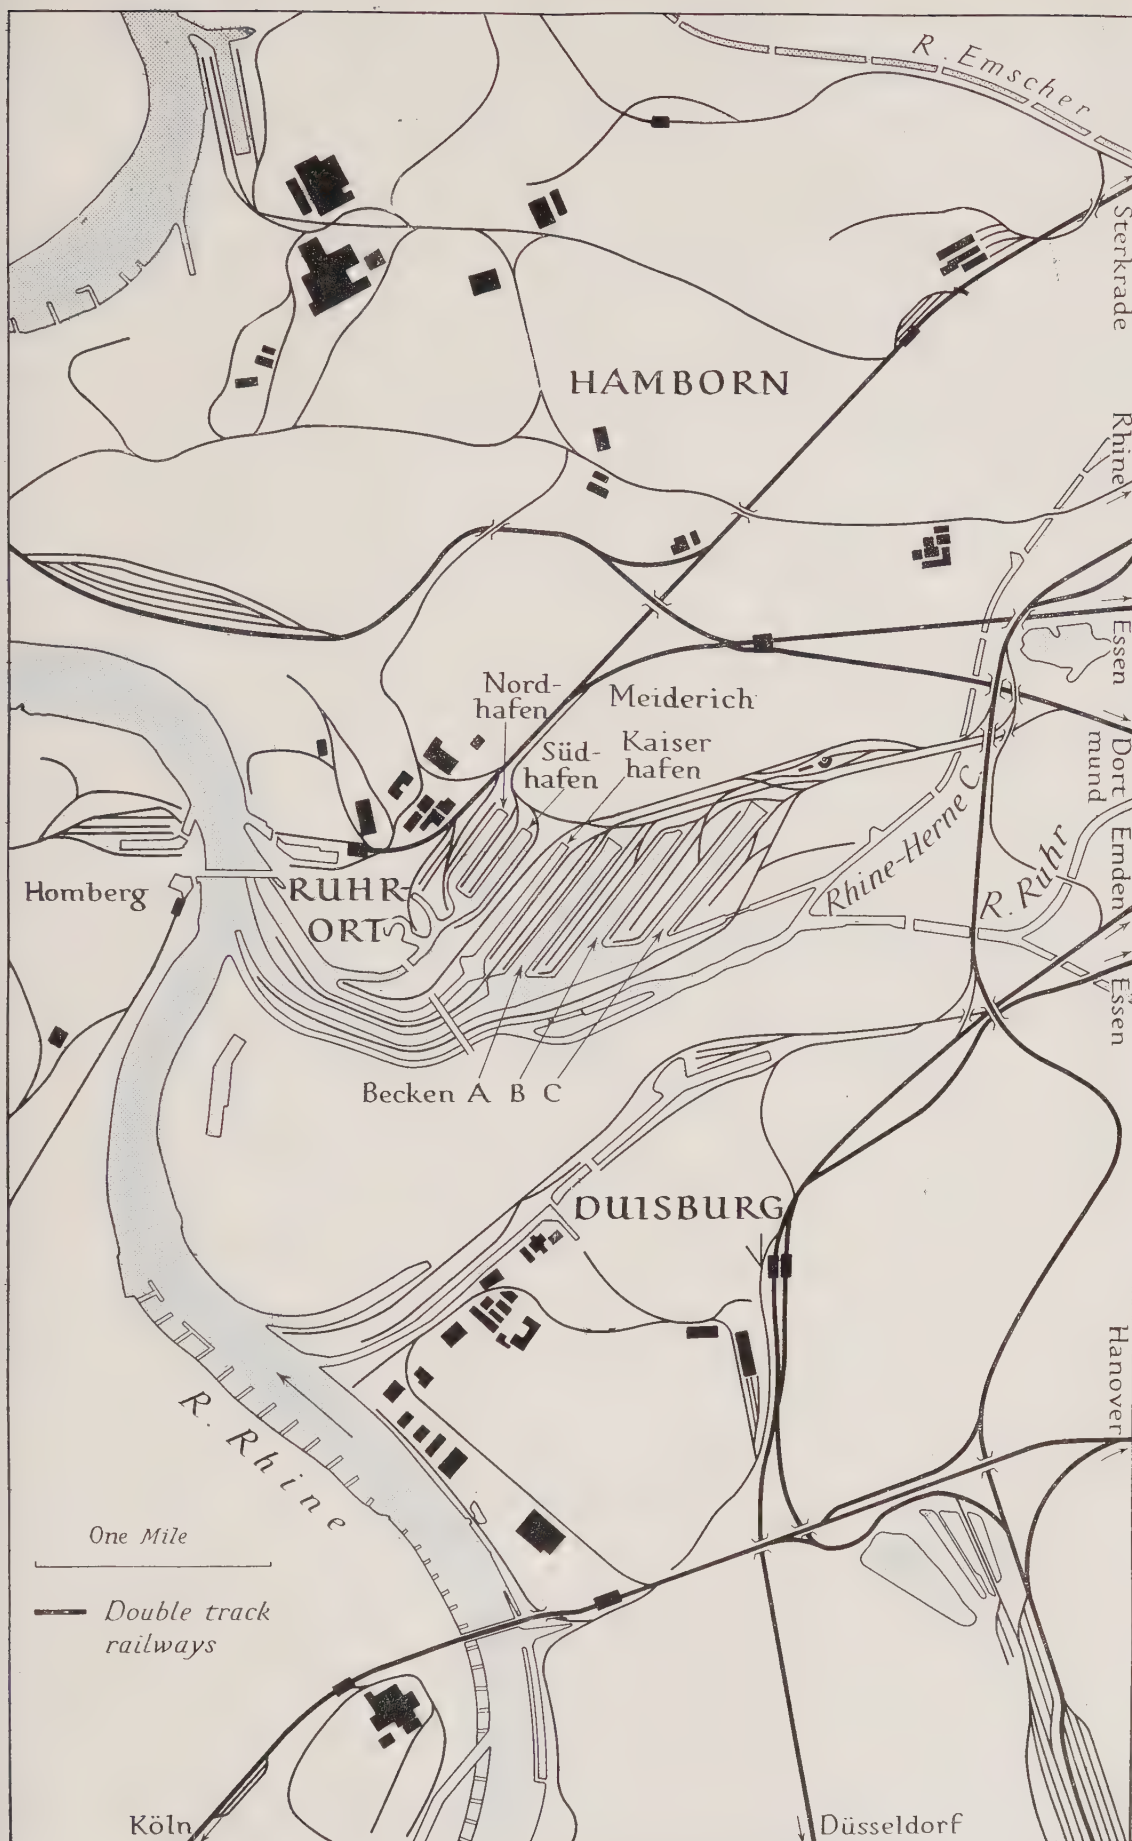 R. Emscher
Sterkrade
HAMBORN
Rhine
Essen
Nord-
hafen
Meiderich
Süd-
hafen
Kaiser
hafen
Dort
mund
Rhine-Herne C.
R. Ruhr
Emden
Homberg
RUHR-
ORT
Essen
Becken A B C
DUISBURG
Hanover
R. Rhine
One Mile
Double track
railways
Köln
Düsseldorf